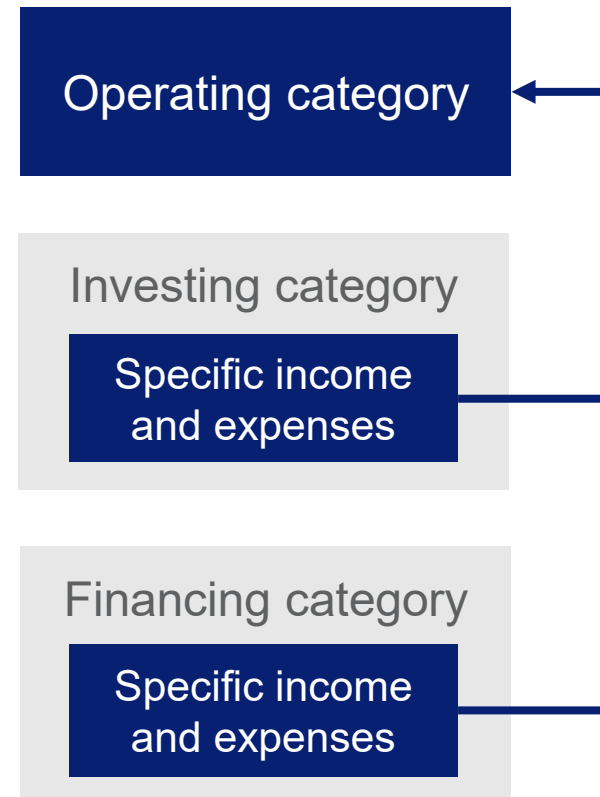 Operating category
Investing category
Specific income
and expenses
Financing category
Specific income
and expenses